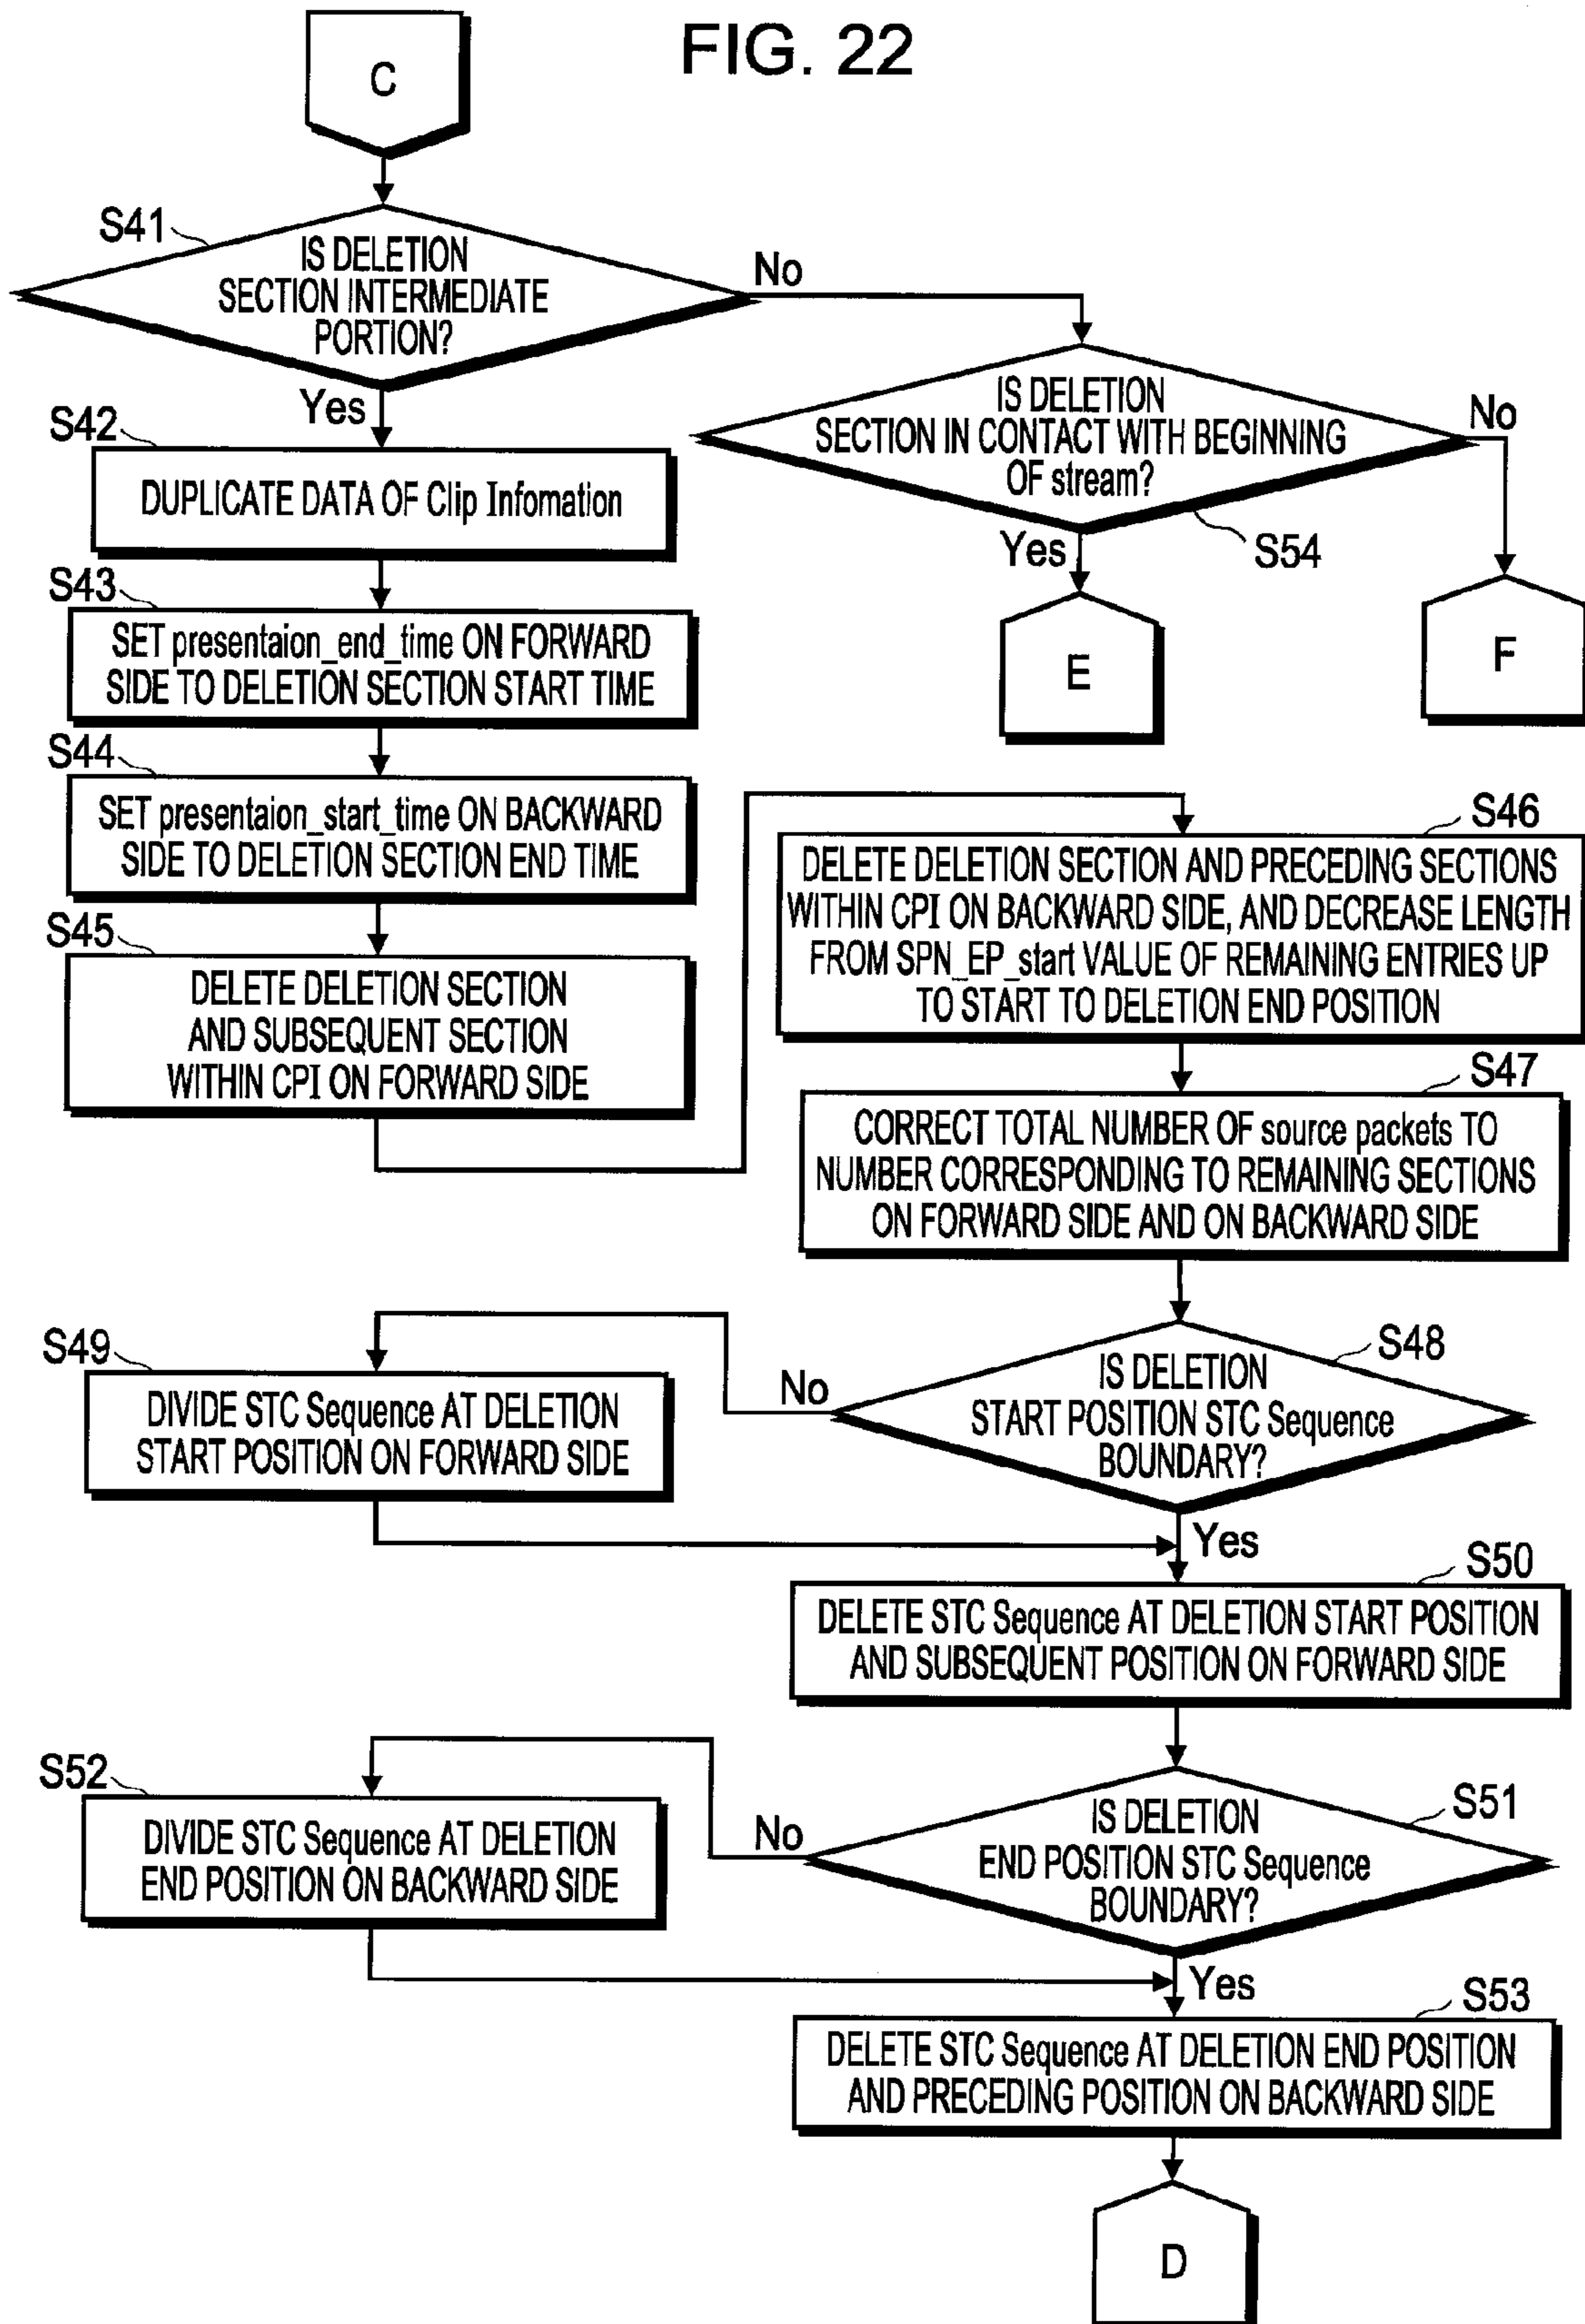 FIG. 22
C
S41
IS DELETION
SECTION INTERMEDIATE
PORTION?
No
Yes
IS DELETION
SECTION IN CONTACT WITH BEGINNING
OF stream?
No
Yes
S54
E
F
S42
DUPLICATE DATA OF Clip Infomation
S43
SET presentaion_end_time ON FORWARD
SIDE TO DELETION SECTION START TIME
S44
SET presentaion_start_time ON BACKWARD
SIDE TO DELETION SECTION END TIME
S45
DELETE DELETION SECTION
AND SUBSEQUENT SECTION
WITHIN CPI ON FORWARD SIDE
S46
DELETE DELETION SECTION AND PRECEDING SECTIONS
WITHIN CPI ON BACKWARD SIDE, AND DECREASE LENGTH
FROM SPN_EP_start VALUE OF REMAINING ENTRIES UP
TO START TO DELETION END POSITION
S47
CORRECT TOTAL NUMBER OF source packets TO
NUMBER CORRESPONDING TO REMAINING SECTIONS
ON FORWARD SIDE AND ON BACKWARD SIDE
S48
IS DELETION
START POSITION STC Sequence
BOUNDARY?
No
Yes
S49
DIVIDE STC Sequence AT DELETION
START POSITION ON FORWARD SIDE
S50
DELETE STC Sequence AT DELETION START POSITION
AND SUBSEQUENT POSITION ON FORWARD SIDE
S51
IS DELETION
END POSITION STC Sequence
BOUNDARY?
No
Yes
S52
DIVIDE STC Sequence AT DELETION
END POSITION ON BACKWARD SIDE
S53
DELETE STC Sequence AT DELETION END POSITION
AND PRECEDING POSITION ON BACKWARD SIDE
D